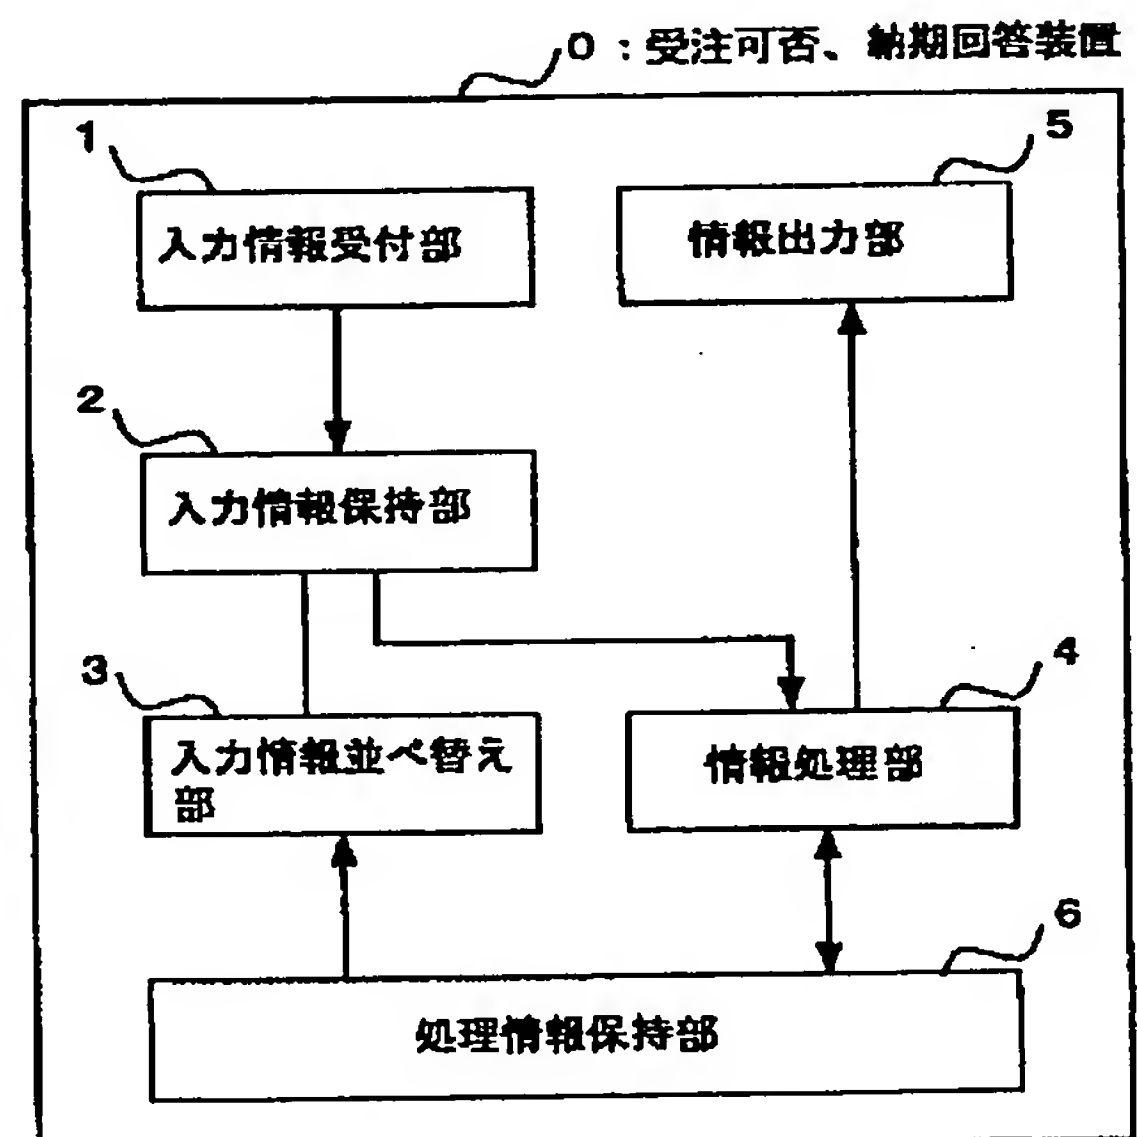 0：受注可否、納期回答装置
1
5
入力情報受付部
情報出力部
2
入力情報保持部
3
4
入力情報並べ替え
部
情報処理部
6
処理情報保持部